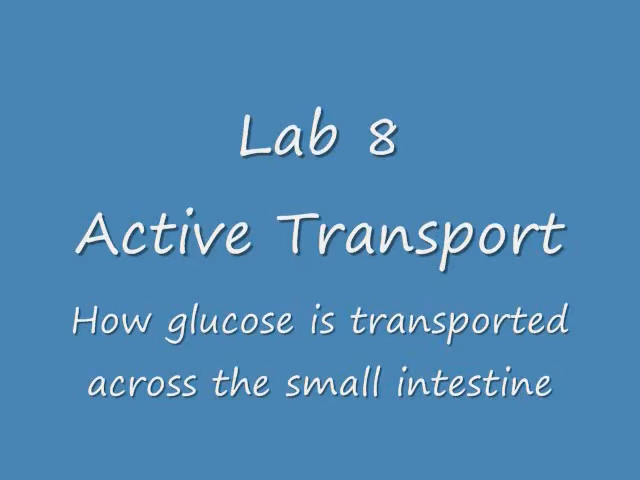 Lab 8
Active Transport
How glucose is transported
across the small intestine